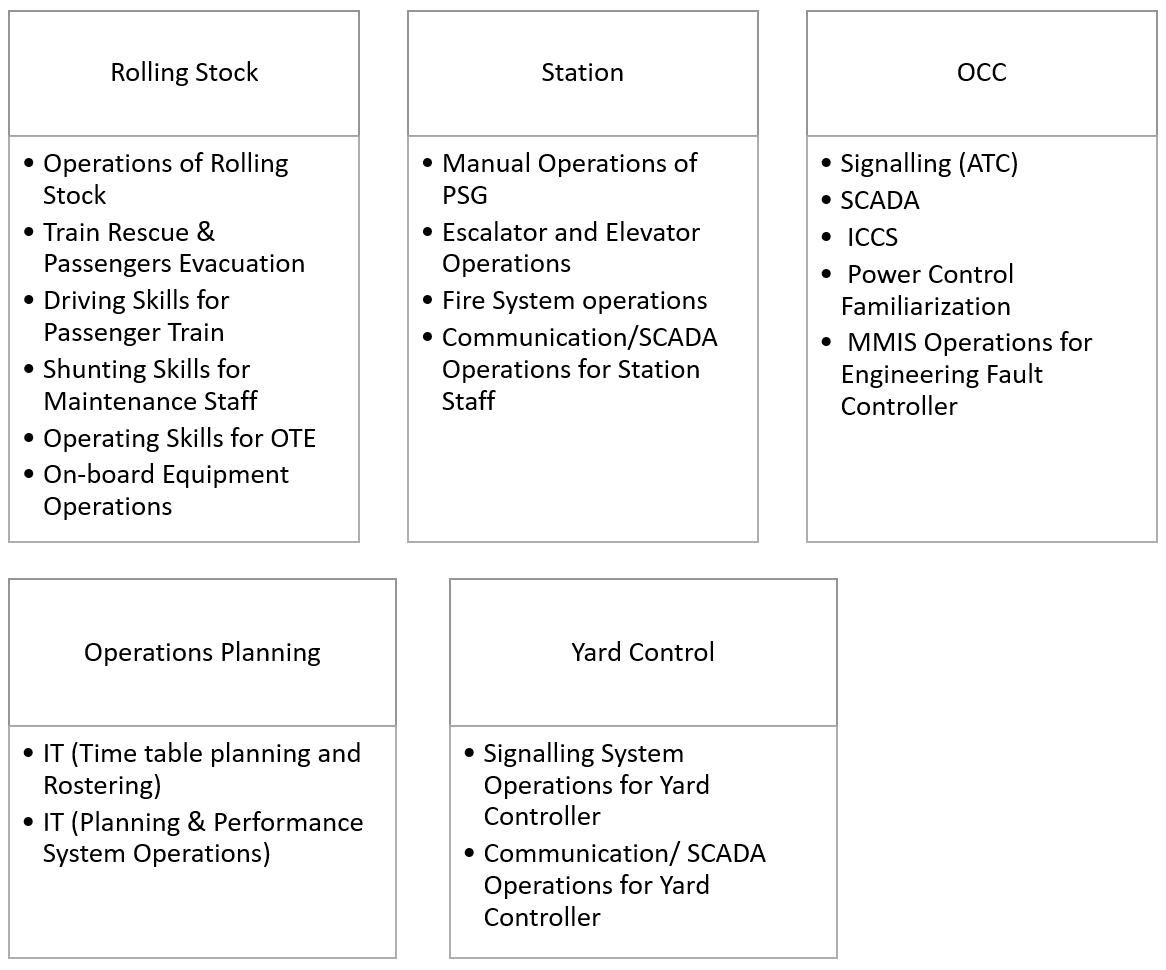 Rolling Stock
• Operations of Rolling
Stock
• Train Rescue &
Passengers Evacuation
• Driving Skills for
Passenger Train
• Shunting Skills for
Maintenance Staff
• Operating Skills for OTE
• On-board Equipment
Operations
Station
• Manual Operations of
PSG
• Escalator and Elevator
Operations
• Fire System operations
• Communication/SCADA
Operations for Station
Staff
OCC
• Signalling (ATC)
• SCADA
• ICCS
• Power Control
Familiarization
• MMIS Operations for
Engineering Fault
Controller
Operations Planning
• IT (Time table planning and
Rostering)
• IT (Planning & Performance
System Operations)
Yard Control
• Signalling System
Operations for Yard
Controller
• Communication/ SCADA
Operations for Yard
Controller